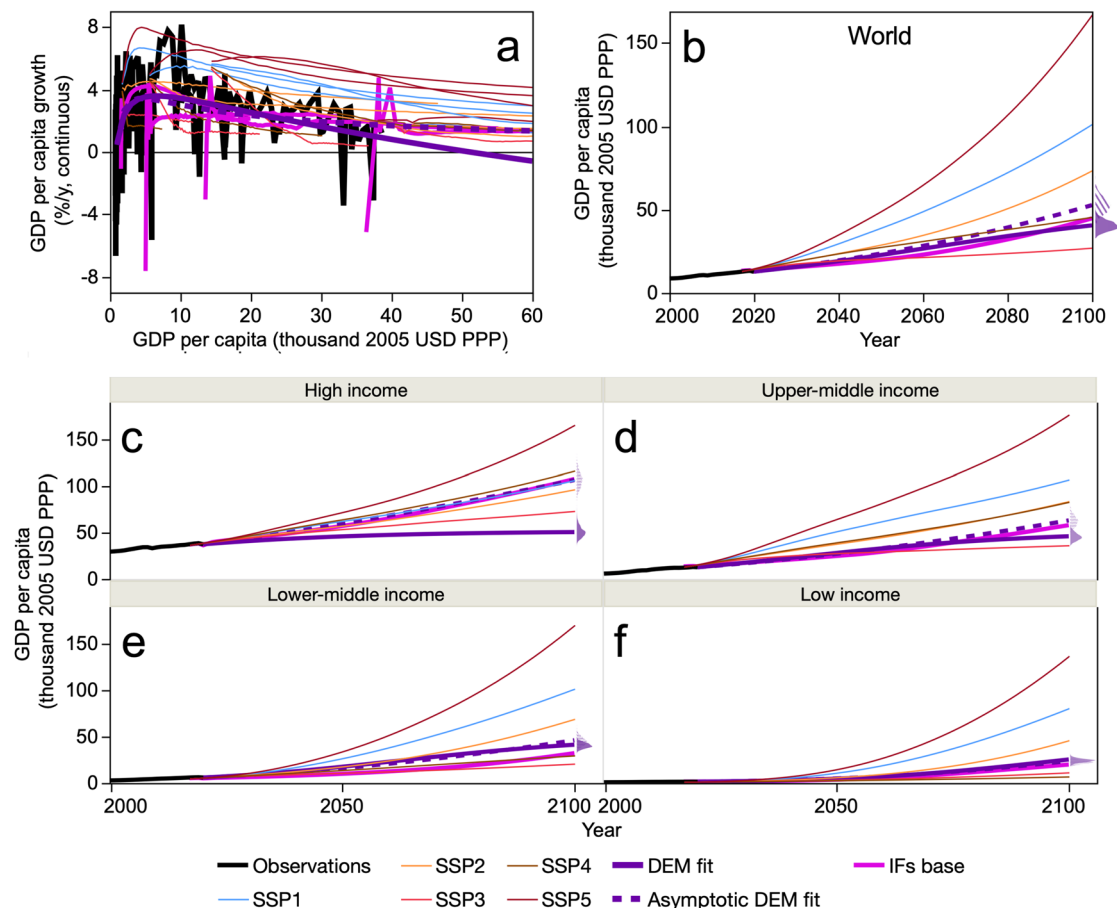 a
GDP per capita growth
(%/y, continuous)
8
4
0
-4
-8
0 10 20 30 40 50 60
GDP per capita (thousand 2005 USD PPP)
b
World
GDP per capita
(thousand 2005 USD PPP)
150
100
50
0
2000 2020 2040 2060 2080 2100
Year
High income
Upper-middle income
c
d
150
100
50
0
GDP per capita
(thousand 2005 USD PPP)
Lower-middle income
Low income
e
f
150
100
50
0
2000 2050 2100
2000 2050 2100
Year
Observations SSP2 SSP4 DEM fit IFs base
SSP1 SSP3 SSP5 Asymptotic DEM fit